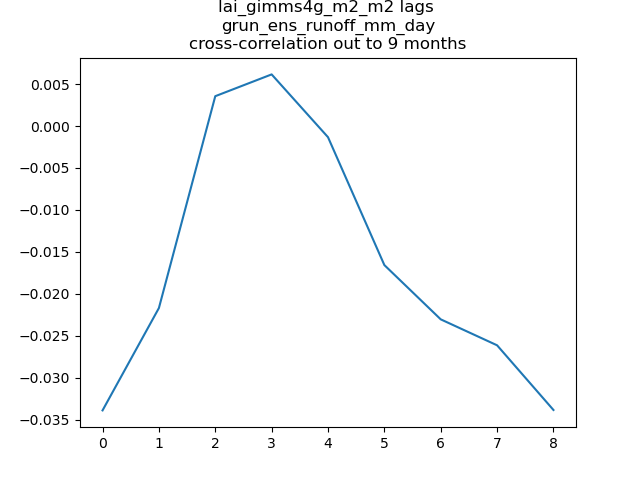 lai_gimms4g_m2_m2 lags
grun_ens_runoff_mm_day
cross-correlation out to 9 months
0.005
0.000
−0.005
−0.010
−0.015
−0.020
−0.025
−0.030
−0.035
0 1 2 3 4 5 6 7 8